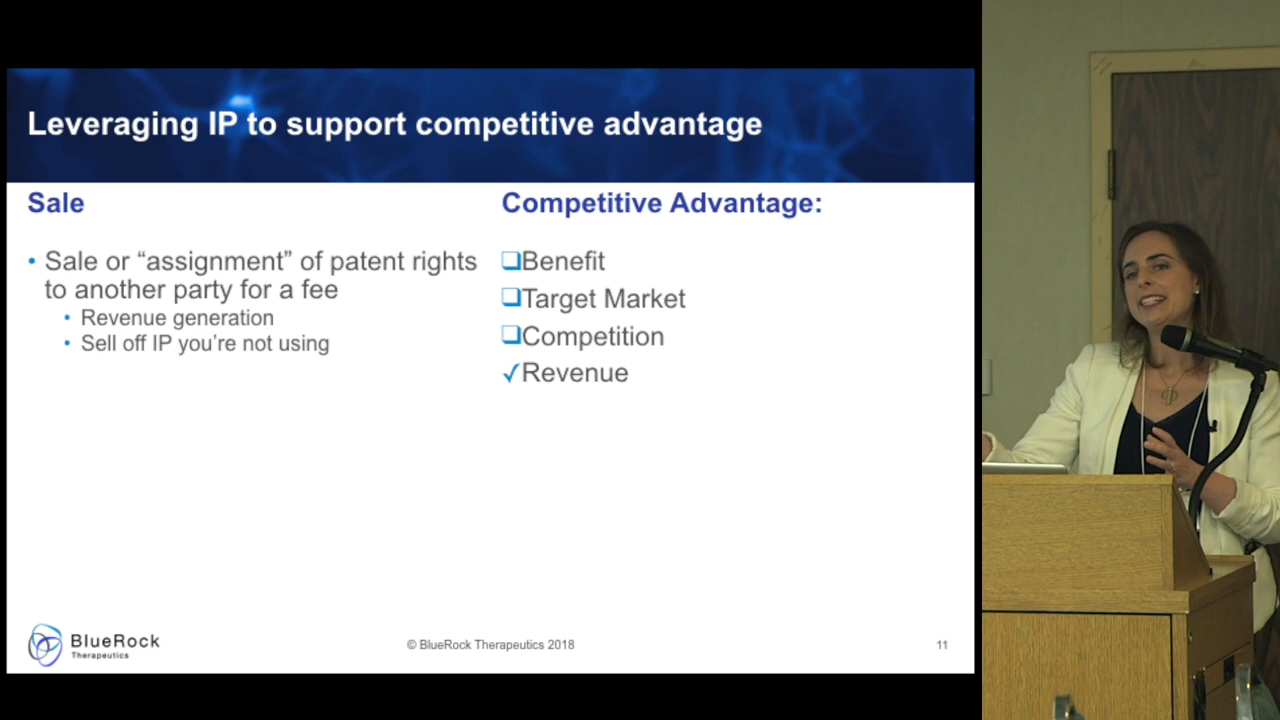 Leveraging IP to support competitive advantage
Sale
• Sale or “assignment” of patent rights
to another party for a fee
• Revenue generation
• Sell off IP you’re not using
Competitive Advantage:
❑Benefit
❑Target Market
❑Competition
✓Revenue
BlueRock
Therapeutics
© BlueRock Therapeutics 2018
11